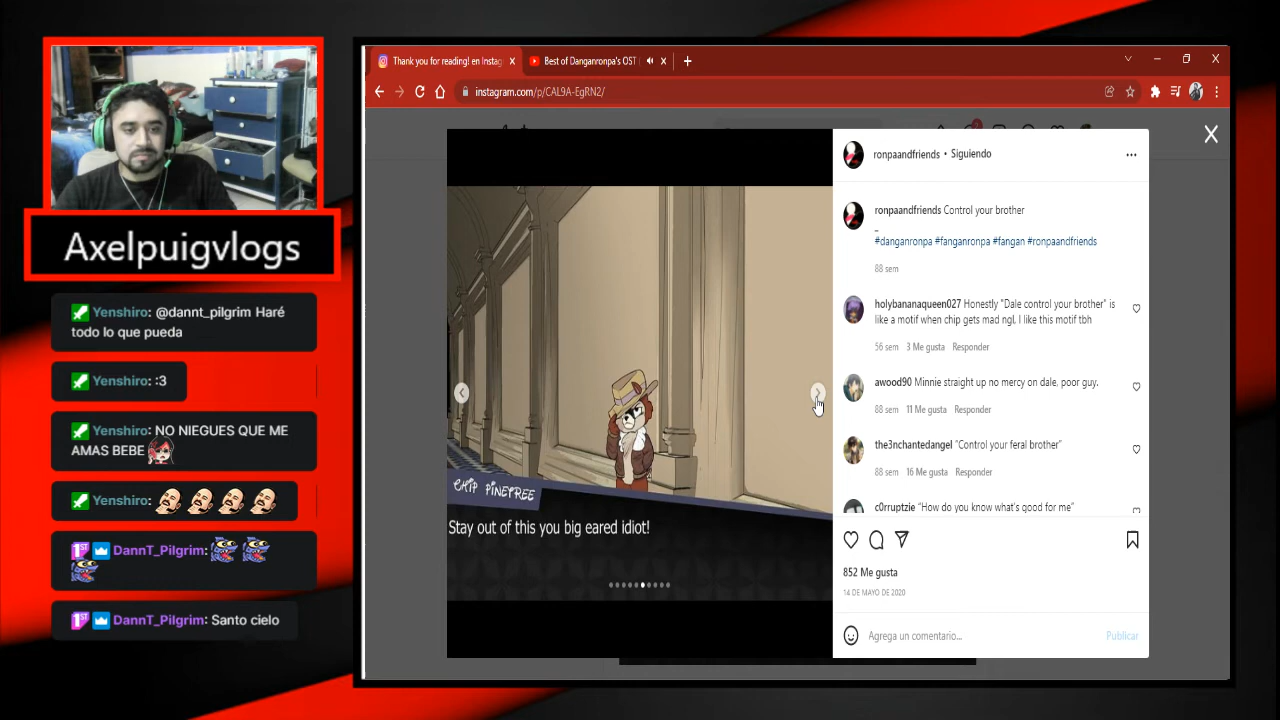 Axelpuigvlogs
Yenshiro: @dannt_pilgrim Haré
todo lo que pueda
Yenshiro: :3
Yenshiro: NO NIEGUES QUE ME
AMAS BEBE
Yenshiro:
1ST DannT_Pilgrim:
1ST DannT_Pilgrim: Santo cielo
Thank you for reading! en Instag
Best of Danganronpa's OST
instagram.com/p/CAL9A-EgRN2/
CHIP PINETREE
Stay out of this you big eared idiot!
ronpaandfriends • Siguiendo
ronpaandfriends Control your brother
_
#danganronpa #fanganronpa #fangan #ronpaandfriends
88 sem
holybananaqueen027 Honestly "Dale control your brother" is
like a motif when chip gets mad ngl. I like this motif tbh
56 sem 3 Me gusta Responder
awood90 Minnie straight up no mercy on dale, poor guy.
88 sem 11 Me gusta Responder
the3nchantedangel "Control your feral brother"
88 sem 16 Me gusta Responder
c0rruptzie "How do you know what's good for me"
852 Me gusta
14 DE MAYO DE 2020
Agrega un comentario...
Publicar